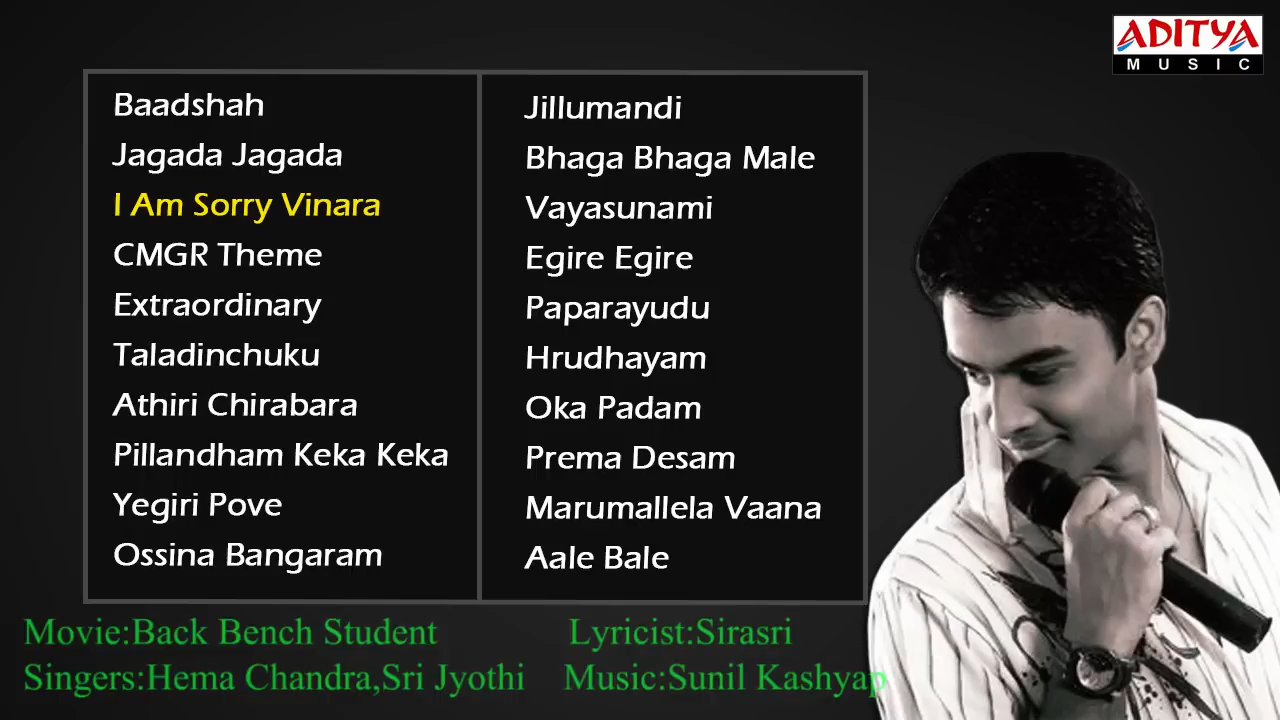 ADITYA
MUSIC
Baadshah
Jagada Jagada
I Am Sorry Vinara
CMGR Theme
Extraordinary
Taladinchuku
Athiri Chirabara
Pillandham Keka Keka
Yegiri Pove
Ossina Bangaram
Jillumandi
Bhaga Bhaga Male
Vayasunami
Egire Egire
Paparayudu
Hrudhayam
Oka Padam
Prema Desam
Marumallela Vaana
Aale Bale
Movie:Back Bench Student
Lyricist:Sirasri
Singers:Hema Chandra,Sri Jyothi
Music:Sunil Kashyap